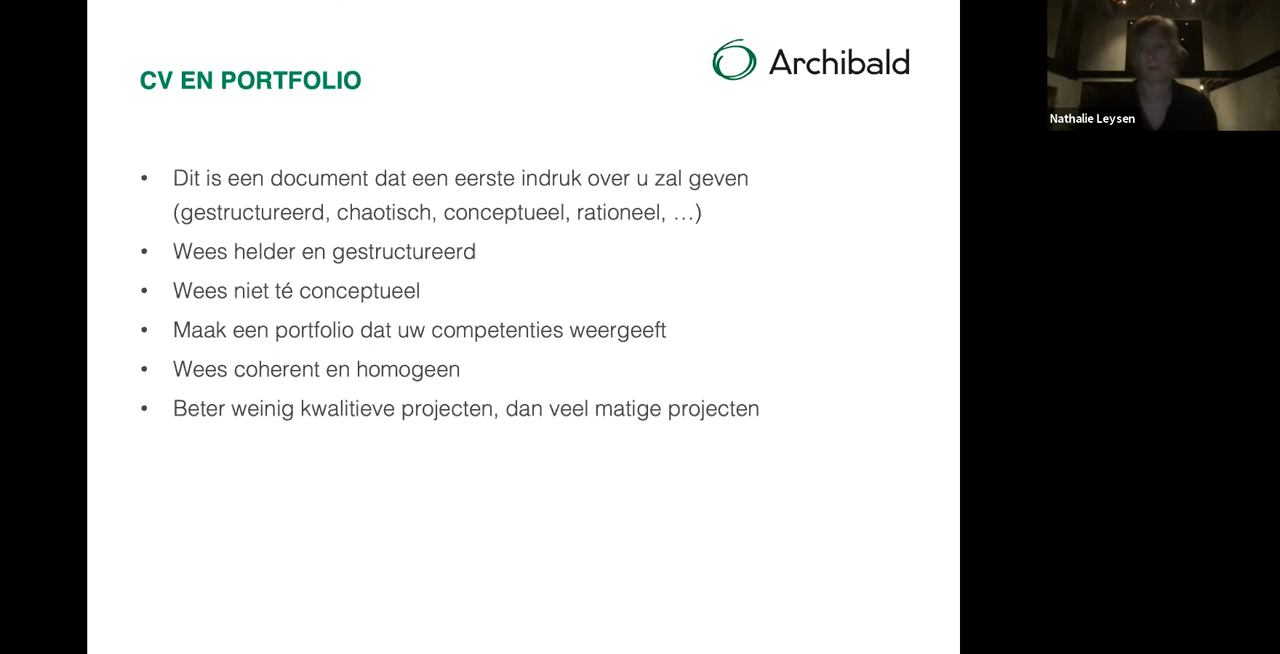 Archibald
CV EN PORTFOLIO
• Dit is een document dat een eerste indruk over u zal geven
(gestructureerd, chaotisch, conceptueel, rationeel, …)
• Wees helder en gestructureerd
• Wees niet té conceptueel
• Maak een portfolio dat uw competenties weergeeft
• Wees coherent en homogeen
• Beter weinig kwalitieve projecten, dan veel matige projecten
Nathalie Leysen